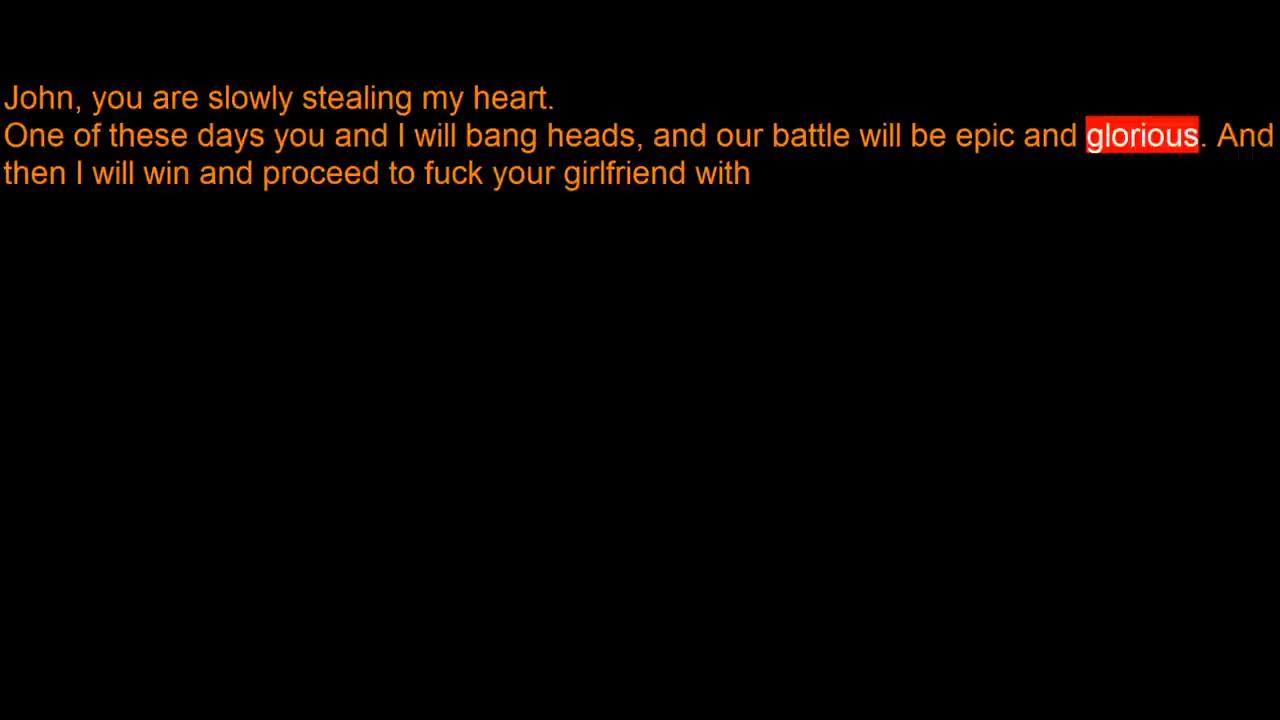 John, you are slowly stealing my heart.
One of these days you and I will bang heads, and our battle will be epic and glorious. And
then I will win and proceed to fuck your girlfriend with